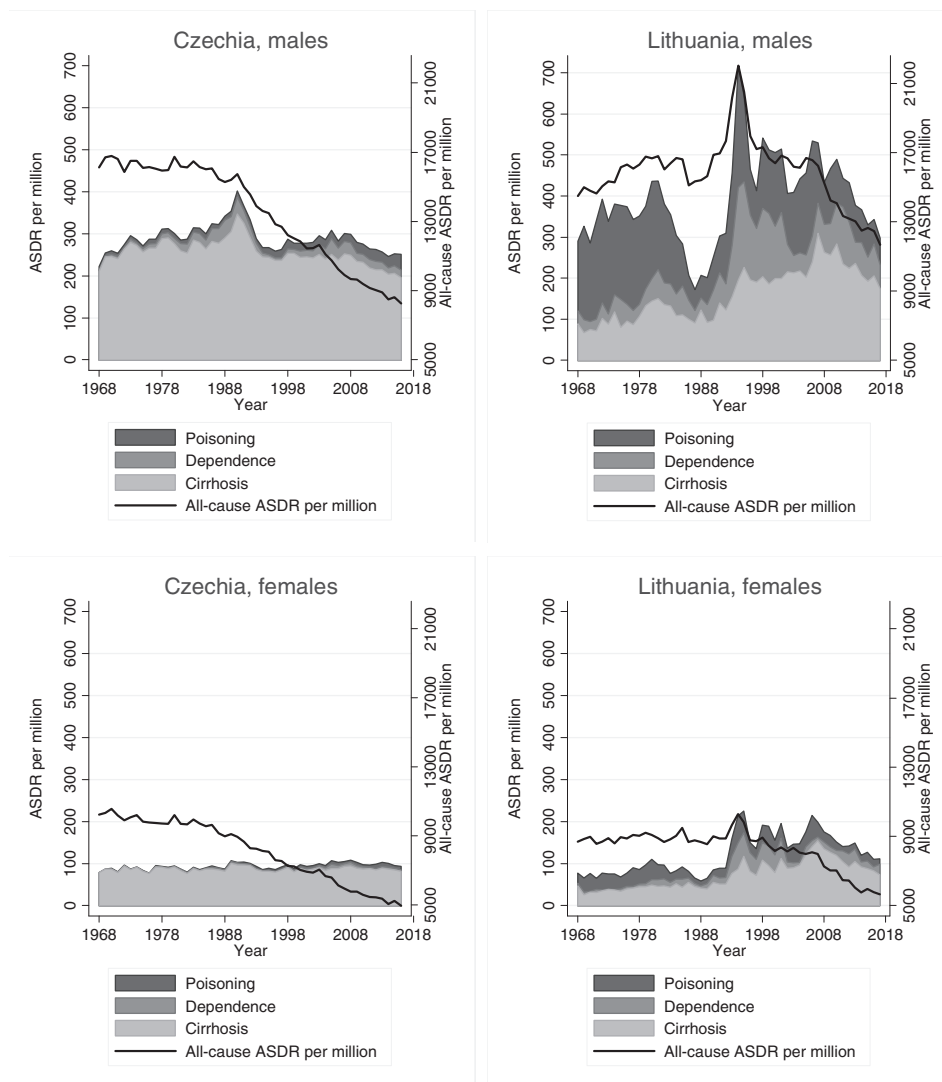 Czechia, males
700
600
500
400
300
200
100
0
ASDR per million
21000
17000
13000
9000
5000
All-cause ASDR per million
1968 1978 1988 1998 2008 2018
Year
Poisoning
Dependence
Cirrhosis
All-cause ASDR per million
Lithuania, males
700
600
500
400
300
200
100
0
ASDR per million
21000
17000
13000
9000
5000
All-cause ASDR per million
1968 1978 1988 1998 2008 2018
Year
Poisoning
Dependence
Cirrhosis
All-cause ASDR per million
Czechia, females
700
600
500
400
300
200
100
0
ASDR per million
21000
17000
13000
9000
5000
All-cause ASDR per million
1968 1978 1988 1998 2008 2018
Year
Poisoning
Dependence
Cirrhosis
All-cause ASDR per million
Lithuania, females
700
600
500
400
300
200
100
0
ASDR per million
21000
17000
13000
9000
5000
All-cause ASDR per million
1968 1978 1988 1998 2008 2018
Year
Poisoning
Dependence
Cirrhosis
All-cause ASDR per million